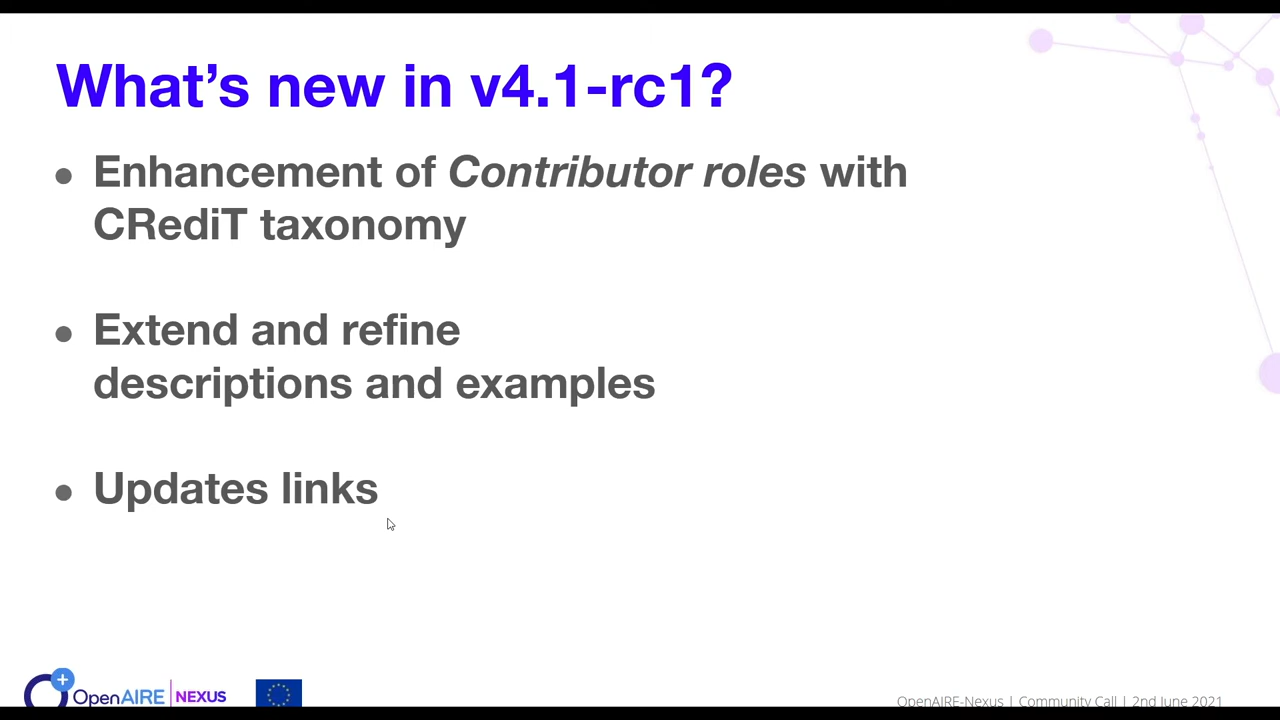 What's new in v4.1-rc1?
• Enhancement of Contributor roles with
CRediT taxonomy
• Extend and refine
descriptions and examples
• Updates links
OpenAIRE | NEXUS
OpenAIRE-Nexus | Community Call | 2nd June 2021